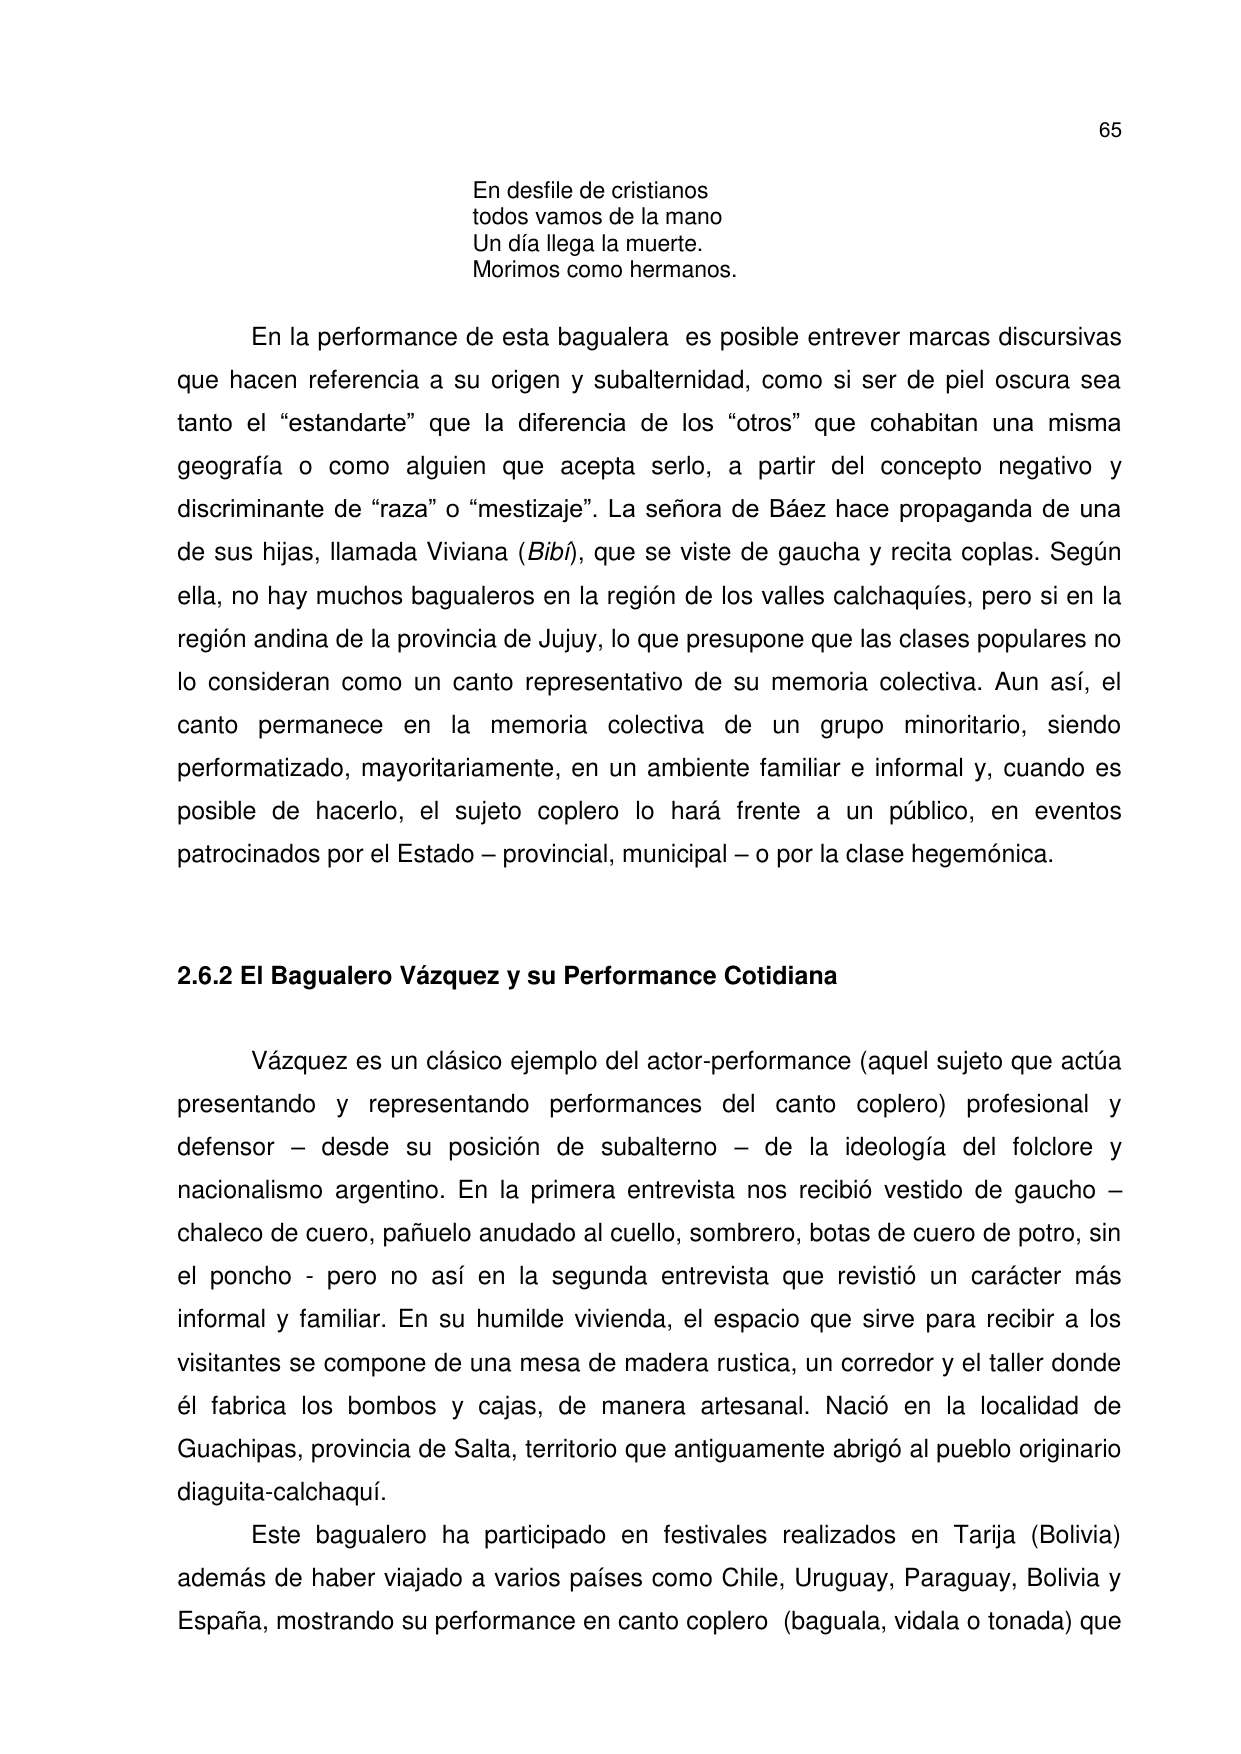 65
En desfile de cristianos
todos vamos de la mano
Un día llega la muerte.
Morimos como hermanos.
En la performance de esta bagualera  es posible entrever marcas discursivas
que hacen referencia a su origen y subalternidad, como si ser de piel oscura sea
tanto el “estandarte” que la diferencia de los “otros” que cohabitan una misma
geografía o como alguien que acepta serlo, a partir del concepto negativo y
discriminante de “raza” o “mestizaje”. La señora de Báez hace propaganda de una
de sus hijas, llamada Viviana (Bibí), que se viste de gaucha y recita coplas. Según
ella, no hay muchos bagualeros en la región de los valles calchaquíes, pero si en la
región andina de la provincia de Jujuy, lo que presupone que las clases populares no
lo consideran como un canto representativo de su memoria colectiva. Aun así, el
canto permanece en la memoria colectiva de un grupo minoritario, siendo
performatizado, mayoritariamente, en un ambiente familiar e informal y, cuando es
posible de hacerlo, el sujeto coplero lo hará frente a un público, en eventos
patrocinados por el Estado – provincial, municipal – o por la clase hegemónica.
2.6.2 El Bagualero Vázquez y su Performance Cotidiana
Vázquez es un clásico ejemplo del actor-performance (aquel sujeto que actúa
presentando y representando performances del canto coplero) profesional y
defensor – desde su posición de subalterno – de la ideología del folclore y
nacionalismo argentino. En la primera entrevista nos recibió vestido de gaucho –
chaleco de cuero, pañuelo anudado al cuello, sombrero, botas de cuero de potro, sin
el poncho - pero no así en la segunda entrevista que revistió un carácter más
informal y familiar. En su humilde vivienda, el espacio que sirve para recibir a los
visitantes se compone de una mesa de madera rustica, un corredor y el taller donde
él fabrica los bombos y cajas, de manera artesanal. Nació en la localidad de
Guachipas, provincia de Salta, territorio que antiguamente abrigó al pueblo originario
diaguita-calchaquí.
Este bagualero ha participado en festivales realizados en Tarija (Bolivia)
además de haber viajado a varios países como Chile, Uruguay, Paraguay, Bolivia y
España, mostrando su performance en canto coplero  (baguala, vidala o tonada) que